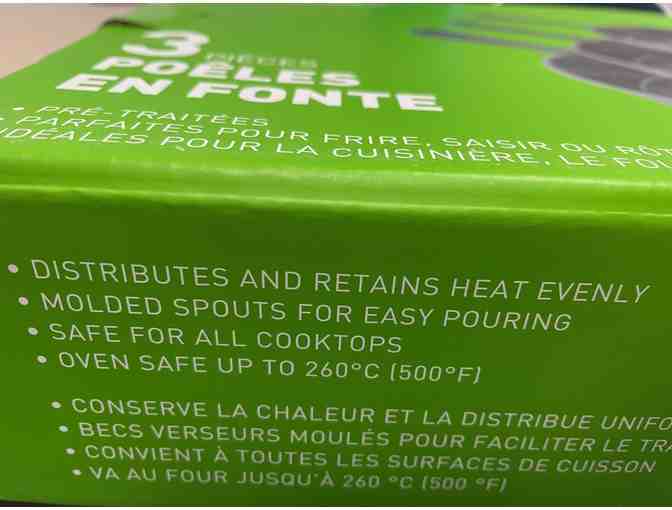 3 PIÈCES
POÊLES
EN FONTE
• PRÉ-TRAITÉES
• PARFAITES POUR FRIRE, SAISIR OU
IDÉALES POUR LA CUISINIÈRE, LE
• DISTRIBUTES AND RETAINS HEAT EVENLY
• MOLDED SPOUTS FOR EASY POURING
• SAFE FOR ALL COOKTOPS
• OVEN SAFE UP TO 260°C (500°F)
• CONSERVE LA CHALEUR ET LA DISTRIBUE
• BECS VERSEURS MOULÉS POUR FACILITER LE
• CONVIENT À TOUTES LES SURFACES DE CUISSON
• VA AU FOUR JUSQU'À 260 °C (500 °F)